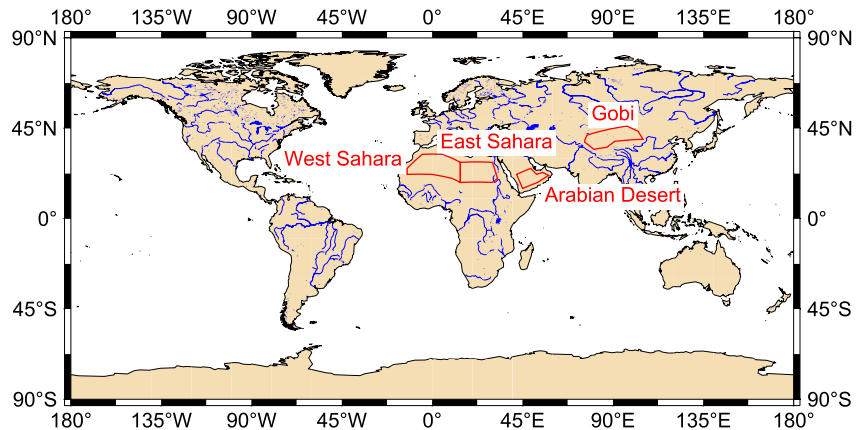 180° 135°W 90°W 45°W 0° 45°E 90°E 135°E 180°
90°N 90°N
Gobi
45°N 45°N
East Sahara
West Sahara
Arabian Desert
0° 0°
45°S 45°S
90°S 90°S
180° 135°W 90°W 45°W 0° 45°E 90°E 135°E 180°